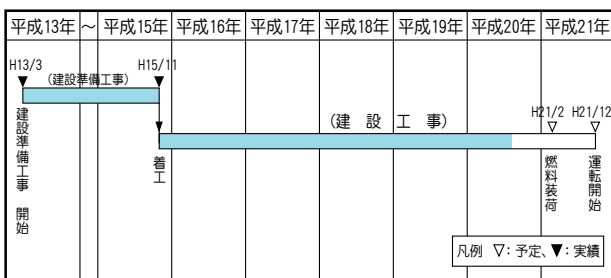 平成13年 ～ 平成15年 平成16年 平成17年 平成18年 平成19年 平成20年 平成21年
H13/3 H15/11
（建設準備工事）
（建設工事）
H21/2 H21/12
建設準備工事 開始
着工
燃料装荷
運転開始
凡例 ▽：予定、▼：実績